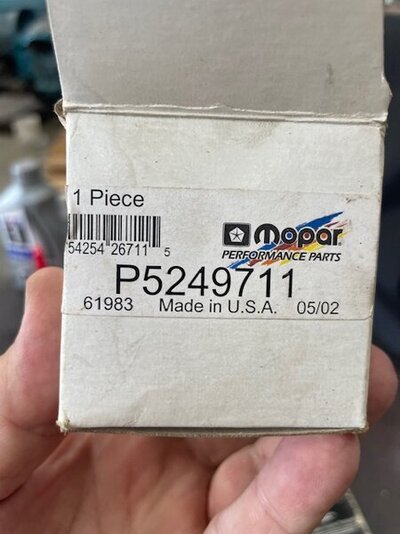 1 Piece
54254 26711 5
Mopar
PERFORMANCE PARTS
P5249711
61983 Made in U.S.A. 05/02